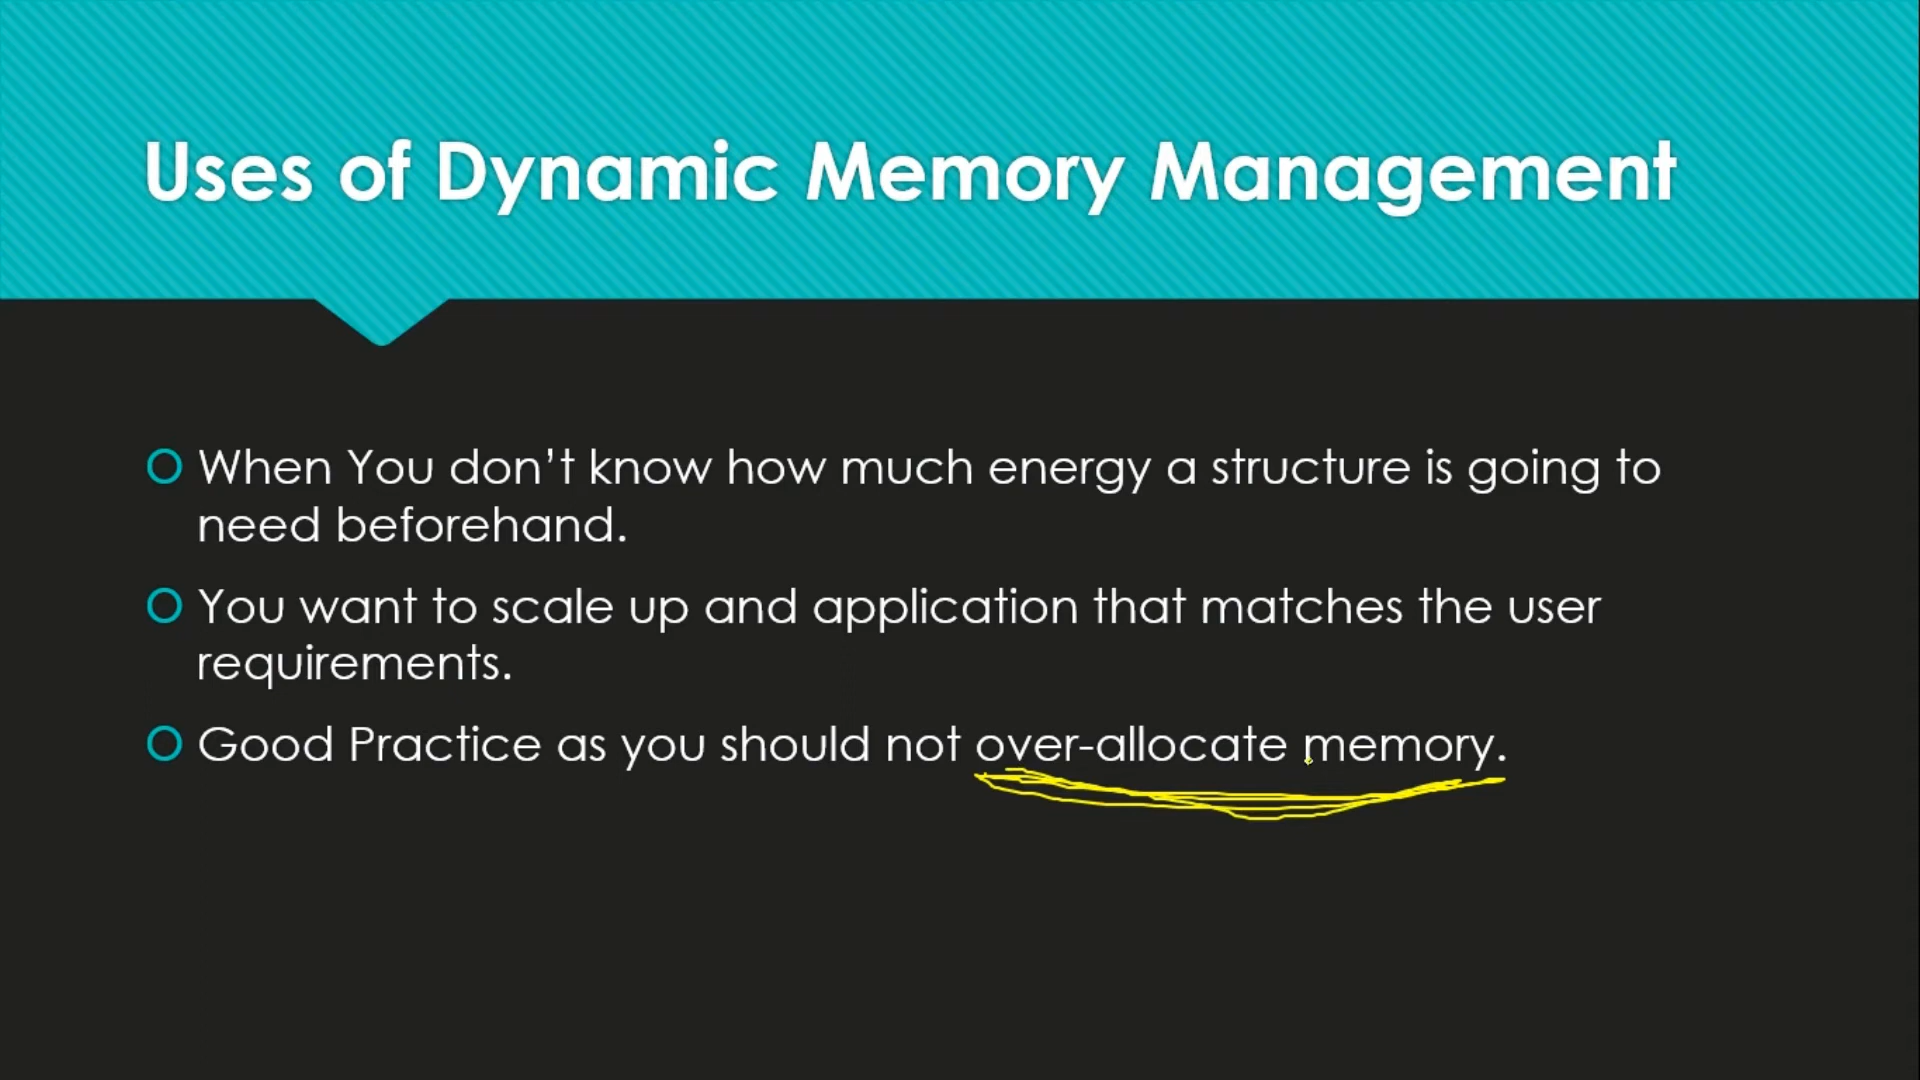 Uses of Dynamic Memory Management
When You don’t know how much energy a structure is going to
need beforehand.
You want to scale up and application that matches the user
requirements.
Good Practice as you should not over-allocate memory.